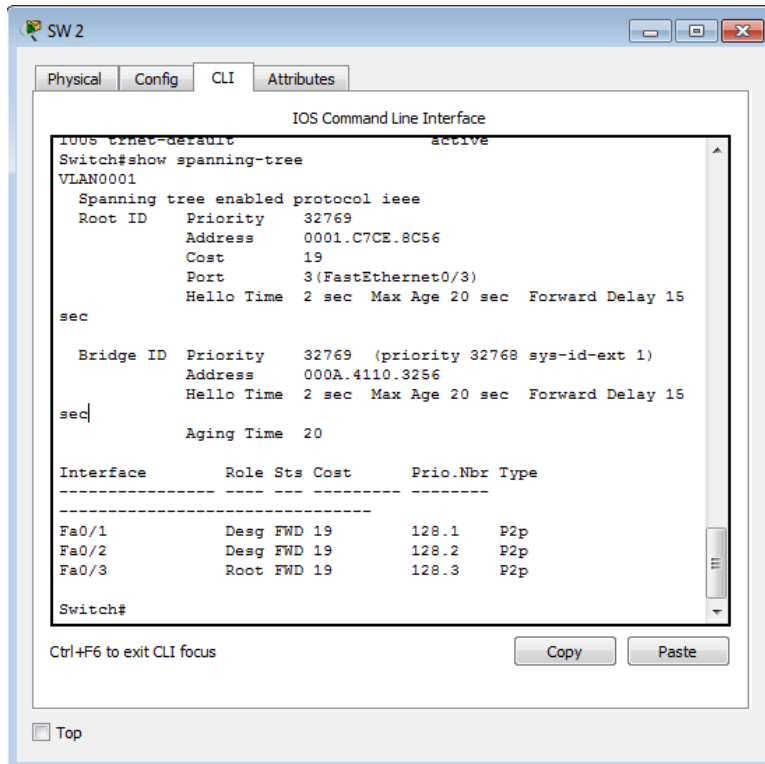 SW 2
Physical Config CLI Attributes
IOS Command Line Interface
1005 trnet-default active
Switch#show spanning-tree
VLAN0001
Spanning tree enabled protocol ieee
Root ID Priority 32769
Address 0001.C7CE.8C56
Cost 19
Port 3(FastEthernet0/3)
Hello Time 2 sec Max Age 20 sec Forward Delay 15
sec
Bridge ID Priority 32769 (priority 32768 sys-id-ext 1)
Address 000A.4110.3256
Hello Time 2 sec Max Age 20 sec Forward Delay 15
sec
Aging Time 20
Interface Role Sts Cost Prio.Nbr Type
---------------- ---- --- --------- --------
--------------------------------
Fa0/1 Desg FWD 19 128.1 P2p
Fa0/2 Desg FWD 19 128.2 P2p
Fa0/3 Root FWD 19 128.3 P2p
Switch#
Ctrl+F6 to exit CLI focus Copy Paste
Top